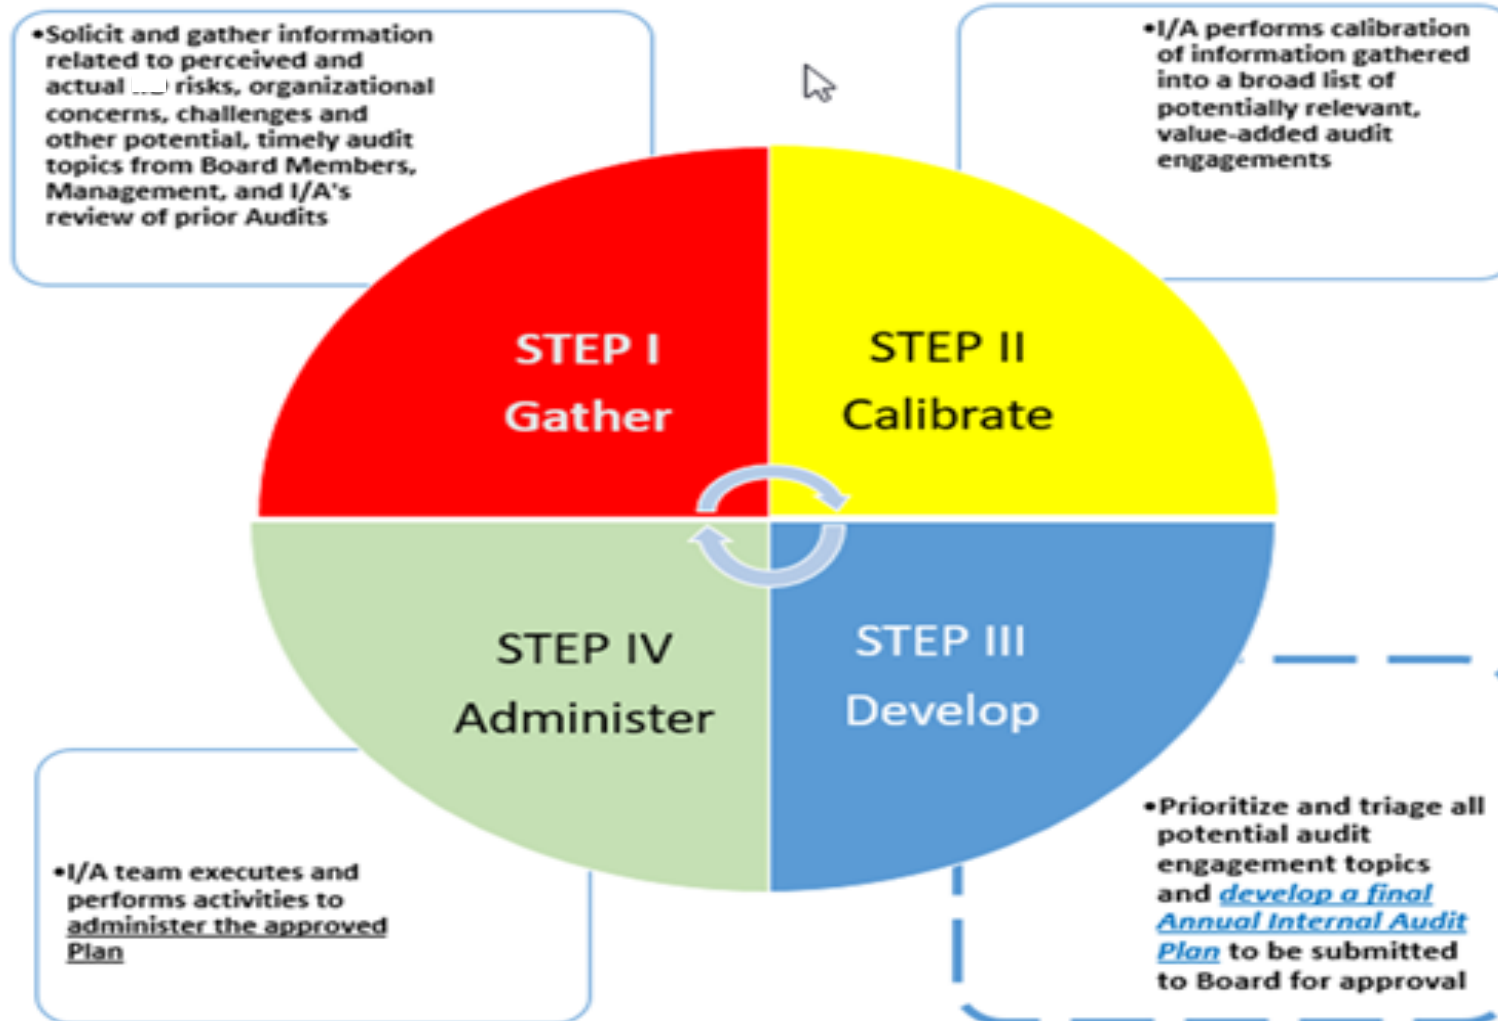 •Solicit and gather information
related to perceived and
actual risks, organizational
concerns, challenges and
other potential, timely audit
topics from Board Members,
Management, and I/A's
review of prior Audits
•I/A performs calibration
of information gathered
into a broad list of
potentially relevant,
value-added audit
engagements
STEP I
Gather
STEP II
Calibrate
STEP III
Develop
STEP IV
Administer
•Prioritize and triage all
potential audit
engagement topics
and develop a final
Annual Internal Audit
Plan to be submitted
to Board for approval
•I/A team executes and
performs activities to
administer the approved
Plan